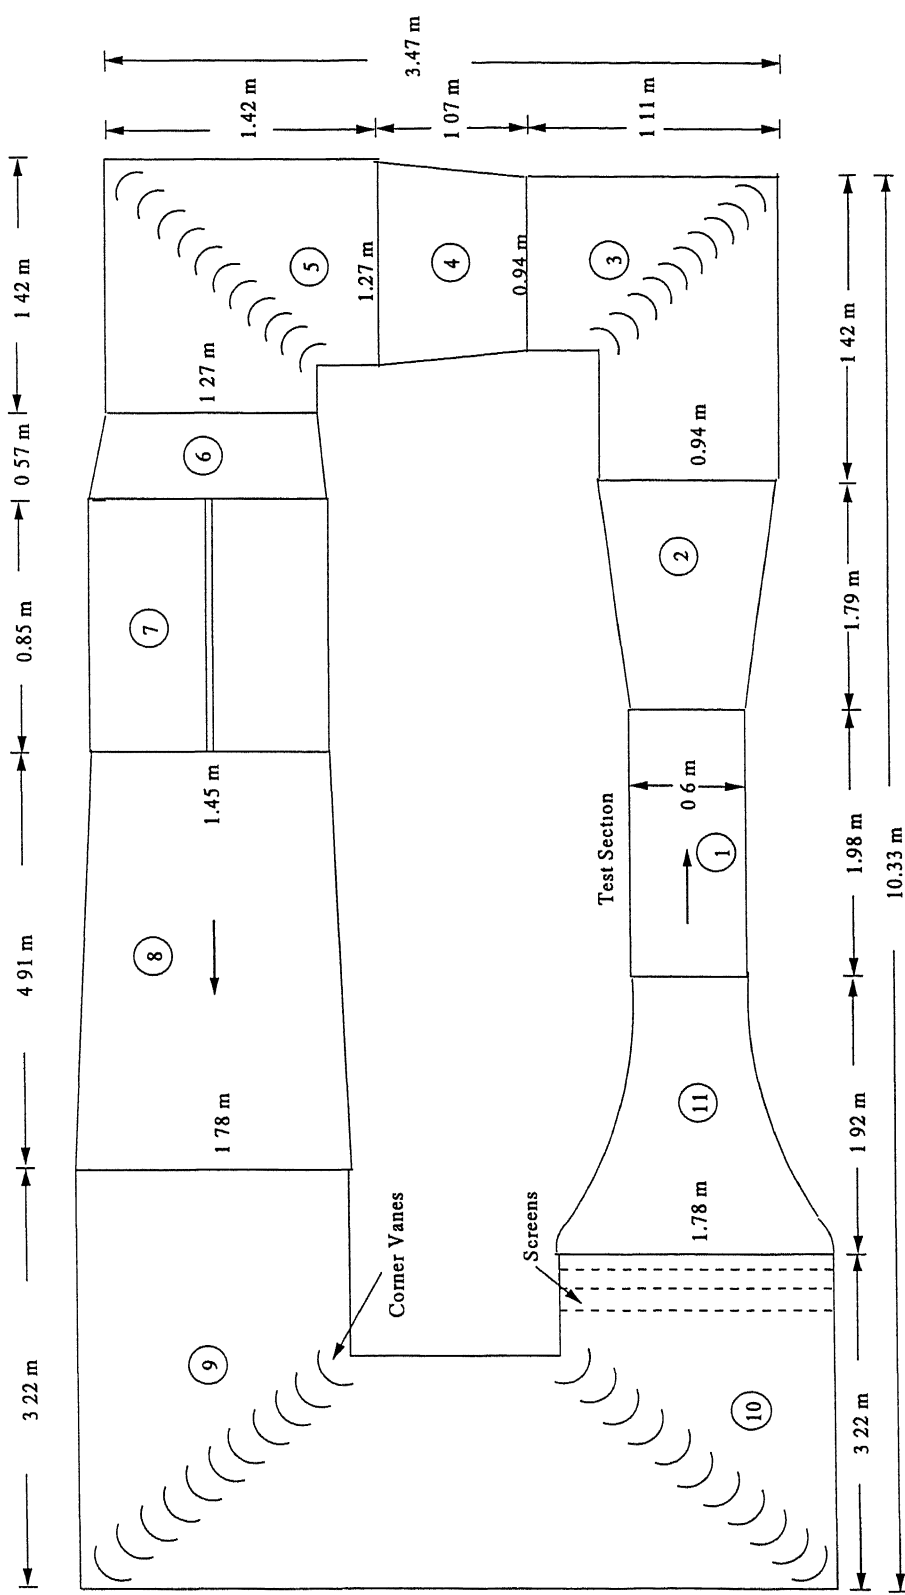 3 22 m
4 91 m
0.85 m
0 57 m
1 42 m
7
8
9
1 78 m
1.45 m
6
1 27 m
1.42 m
5
1.27 m
Corner Vanes
3.47 m
4
1 07 m
0.94 m
Screens
Test Section
3
1 11 m
2
0 6 m
1
11
1.78 m
0.94 m
10
3 22 m
1 92 m
1.98 m
1.79 m
1 42 m
10.33 m